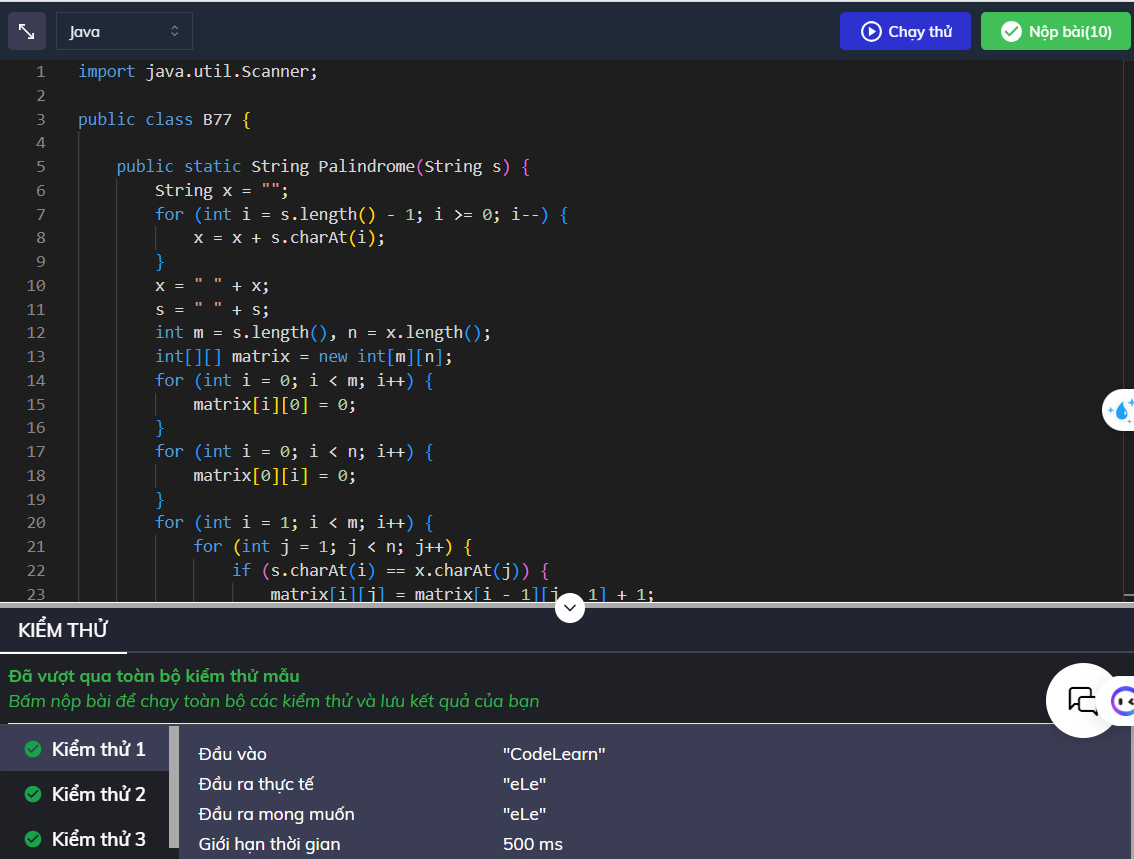 Java
Chạy thử
Nộp bài(10)
1 import java.util.Scanner;
2
3 public class B77 {
4
5 public static String Palindrome(String s) {
6 String x = "";
7 for (int i = s.length() - 1; i >= 0; i--) {
8 x = x + s.charAt(i);
9 }
10 x = " " + x;
11 s = " " + s;
12 int m = s.length(), n = x.length();
13 int[][] matrix = new int[m][n];
14 for (int i = 0; i < m; i++) {
15 matrix[i][0] = 0;
16 }
17 for (int i = 0; i < n; i++) {
18 matrix[0][i] = 0;
19 }
20 for (int i = 1; i < m; i++) {
21 for (int j = 1; j < n; j++) {
22 if (s.charAt(i) == x.charAt(j)) {
23 matrix[i][j] = matrix[i - 1][j 1] + 1;
KIỂM THỬ
Đã vượt qua toàn bộ kiểm thử mẫu
Bấm nộp bài để chạy toàn bộ các kiểm thử và lưu kết quả của bạn
Kiểm thử 1
Kiểm thử 2
Kiểm thử 3
Đầu vào "CodeLearn"
Đầu ra thực tế "eLe"
Đầu ra mong muốn "eLe"
Giới hạn thời gian 500 ms